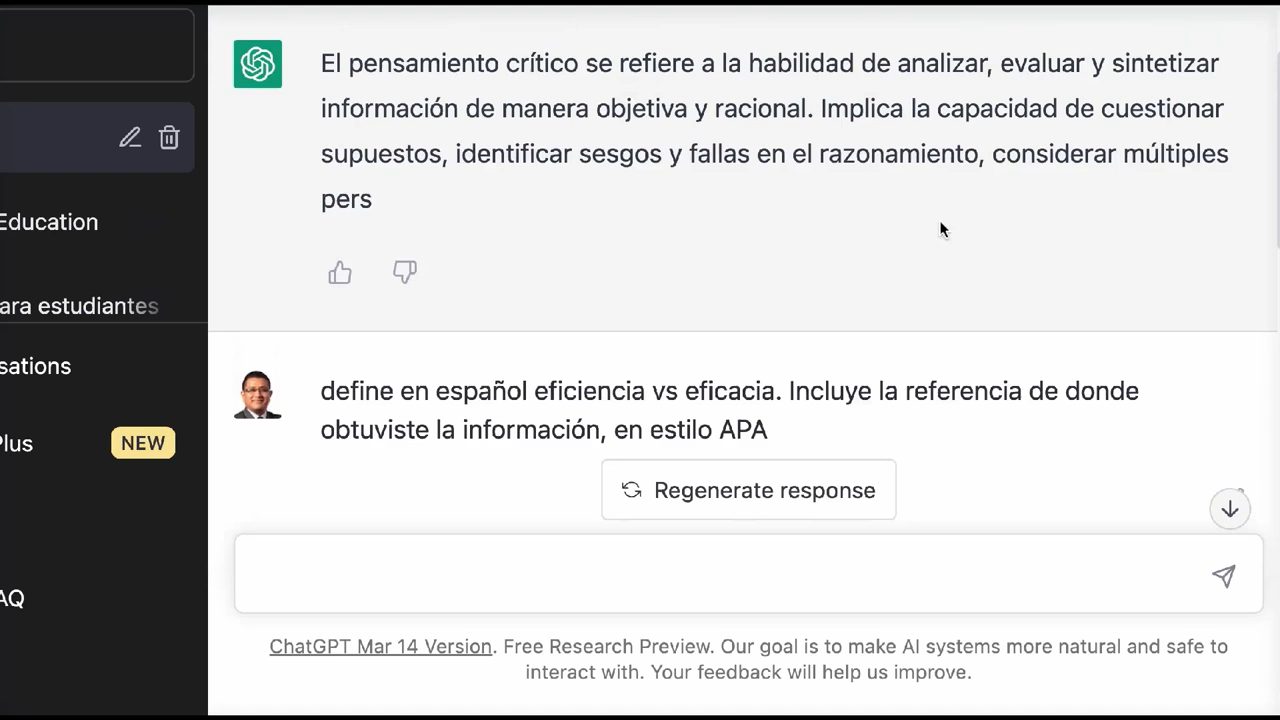 El pensamiento crítico se refiere a la habilidad de analizar, evaluar y sintetizar
información de manera objetiva y racional. Implica la capacidad de cuestionar
supuestos, identificar sesgos y fallas en el razonamiento, considerar múltiples
pers
Education
ara estudiantes
sations
Plus
NEW
define en español eficiencia vs eficacia. Incluye la referencia de donde
obtuviste la información, en estilo APA
Regenerate response
AQ
ChatGPT Mar 14 Version. Free Research Preview. Our goal is to make AI systems more natural and safe to
interact with. Your feedback will help us improve.